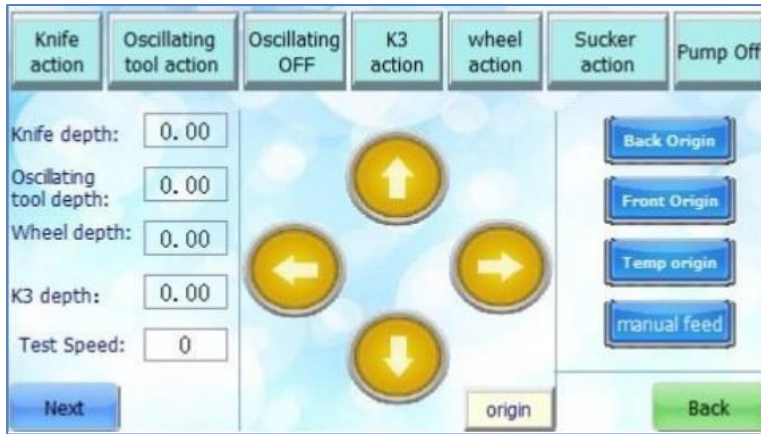 Knife
action
Oscillating
tool action
Oscillating
OFF
K3
action
wheel
action
Sucker
action
Pump Off
Knife depth: 0.00
Oscillating
tool depth: 0.00
Wheel depth: 0.00
K3 depth: 0.00
Test Speed: 0
Back Origin
Front Origin
Temp origin
manual feed
Next
origin
Back